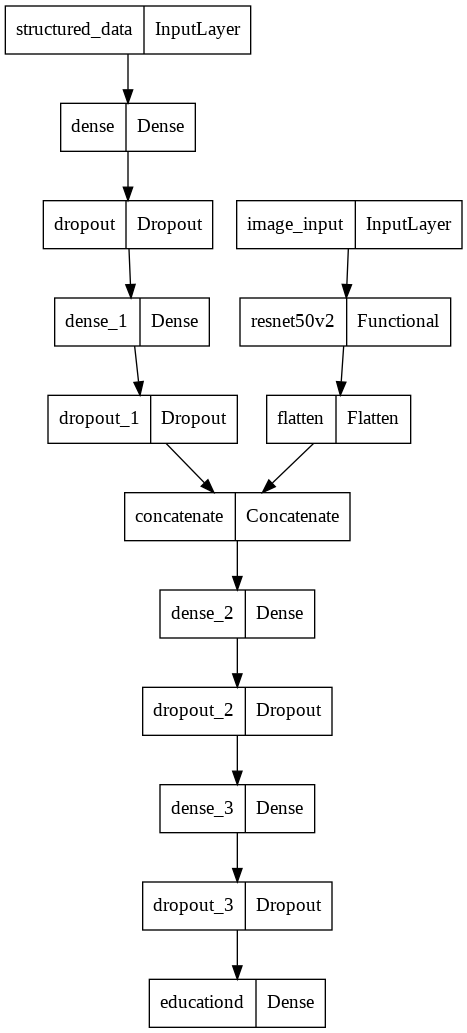 structured_data InputLayer
dense Dense
dropout Dropout
image_input InputLayer
dense_1 Dense
resnet50v2 Functional
dropout_1 Dropout
flatten Flatten
concatenate Concatenate
dense_2 Dense
dropout_2 Dropout
dense_3 Dense
dropout_3 Dropout
educationd Dense